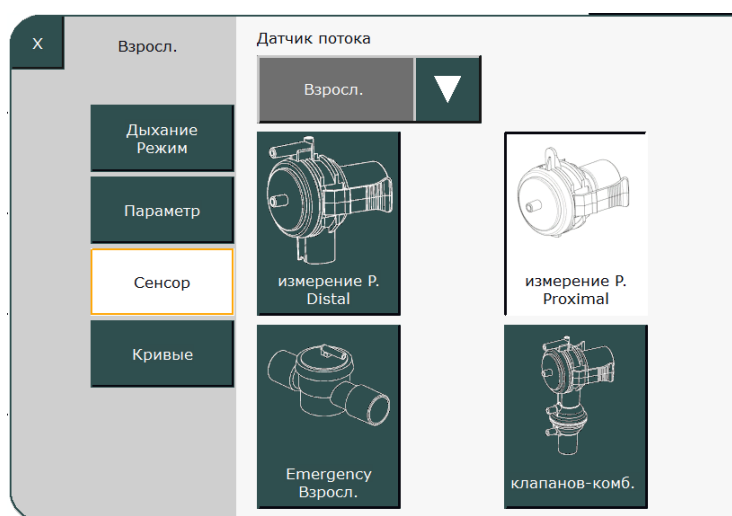 X
Взросл.
Дыхание
Режим
Параметр
Сенсор
Кривые
Датчик потока
Взросл.
измерение P.
Distal
измерение P.
Proximal
Emergency
Взросл.
клапанов-комб.